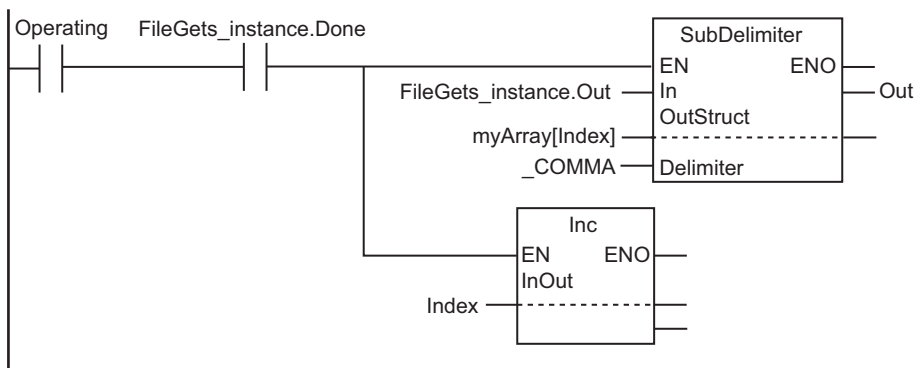 Operating FileGets_instance.Done
SubDelimiter
EN ENO
FileGets_instance.Out In Out
OutStruct
myArray[Index]
_COMMA Delimiter
Inc
EN ENO
InOut
Index